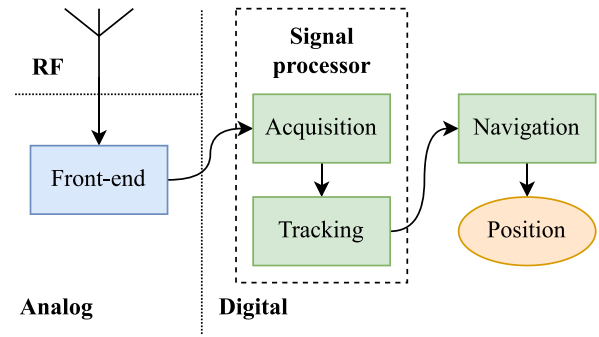 RF
Front-end
Analog
Signal
processor
Acquisition
Tracking
Digital
Navigation
Position